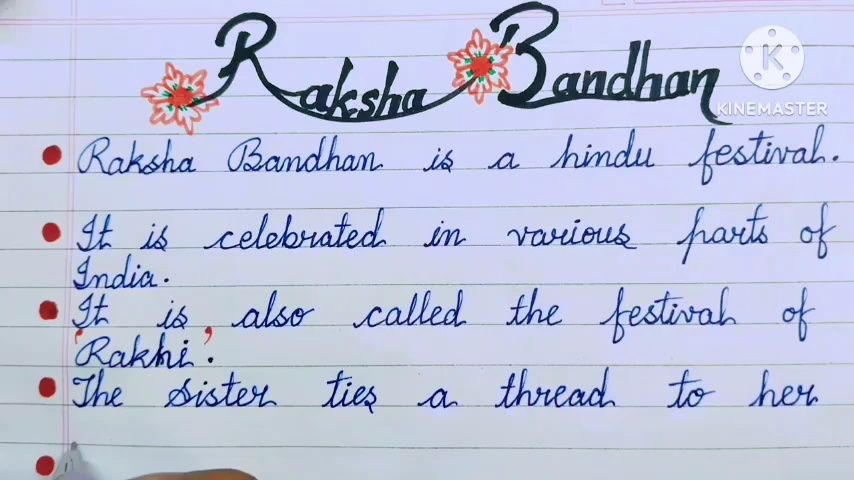 Raksha Bandhan
KINEMASTER
Raksha Bandhan is a hindu festival.
It is celebrated in various parts of
India.
It is also called the festival of
'Rakhi'.
The Sister ties a thread to her